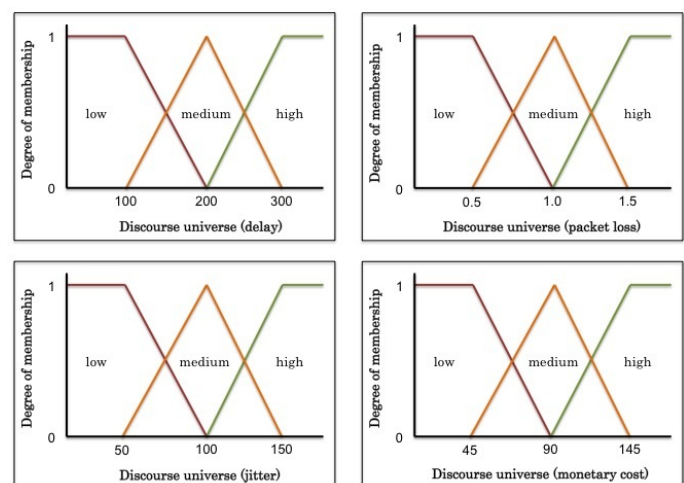 Degree of membership
1
low
medium
high
0
100
200
300
Discourse universe (delay)
Degree of membership
1
low
medium
high
0
0.5
1.0
1.5
Discourse universe (packet loss)
Degree of membership
1
low
medium
high
0
50
100
150
Discourse universe (jitter)
Degree of membership
1
low
medium
high
0
45
90
145
Discourse universe (monetary cost)